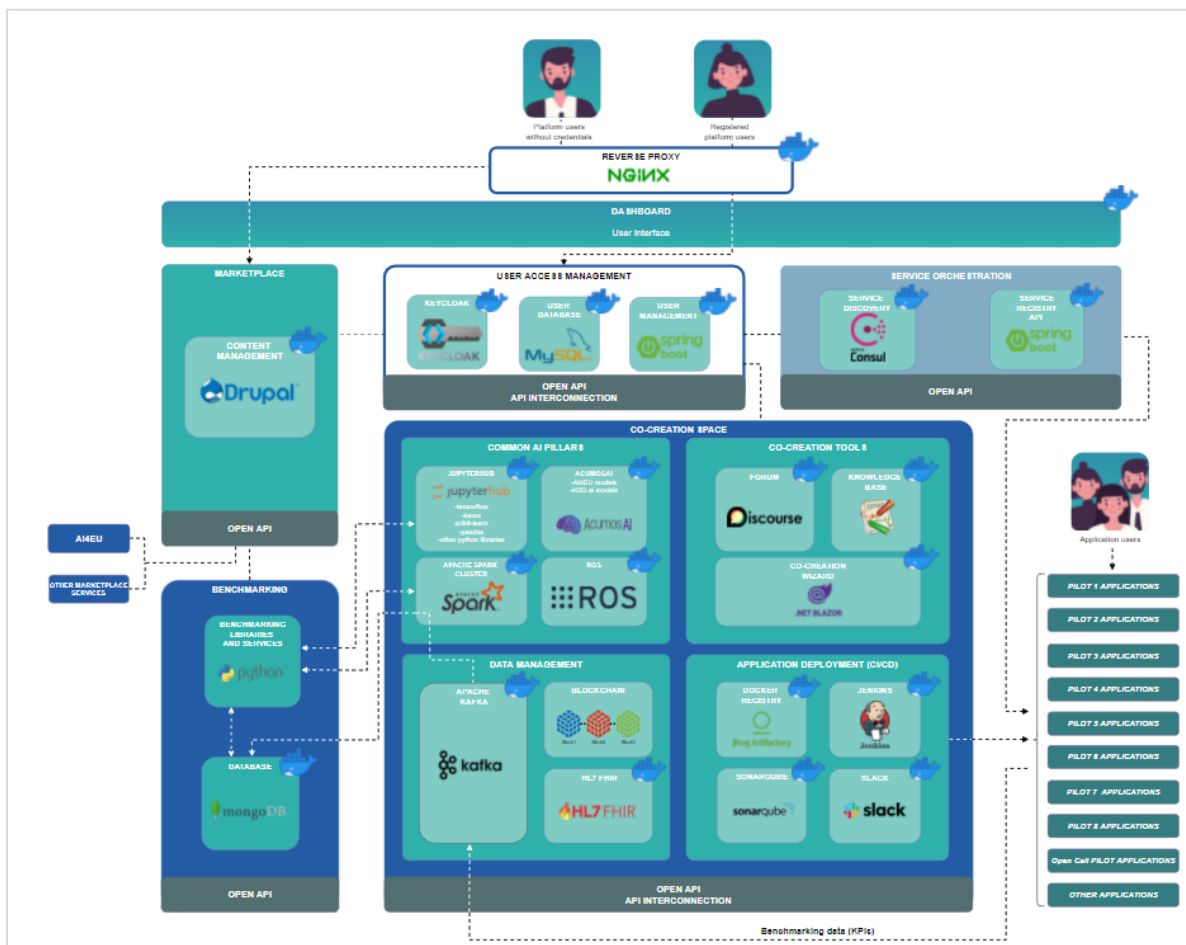 Platform users
without credentials
Registered
platform users
REVERSE PROXY
NGINX
DASHBOARD
User Interface
MARKETPLACE
CONTENT
MANAGEMENT
Drupal™
OPEN API
USER ACCESS MANAGEMENT
KEYCLOAK
KEYCLOAK
USER
DATABASE
MySQL
USER
MANAGEMENT
spring
boot
OPEN API
API INTERCONNECTION
SERVICE ORCHESTRATION
SERVICE
DISCOVERY
Consul
SERVICE
REGISTRY
API
spring
boot
OPEN API
AI4EU
OTHER MARKETPLACE
SERVICES
BENCHMARKING
BENCHMARKING
LIBRARIES
AND SERVICES
python™
DATABASE
mongoDB
OPEN API
CO-CREATION SPACE
COMMON AI PILLARS
JUPYTERHUB
jupyterhub
-tensorflow
-keras
scikit-learn
-pandas
-other python libraries
ACUMOSAI
-AI4EU models
-H2O.ai models
Acumos AI
APACHE SPARK
CLUSTER
APACHE
Spark
ROS
ROS
CO-CREATION TOOLS
FORUM
Discourse
KNOWLEDGE
BASE
CO-CREATION
WIZARD
.NET BLAZOR
DATA MANAGEMENT
APACHE
KAFKA
kafka
BLOCKCHAIN
Block1
Block2
Block3
HL7 FHIR
HL7 FHIR
APPLICATION DEPLOYMENT (CI/CD)
DOCKER
REGISTRY
JFrog Artifactory
JENKINS
Jenkins
SONARQUBE
sonarqube
SLACK
slack
OPEN API
API INTERCONNECTION
Benchmarking data (KPIs)
Application users
PILOT 1 APPLICATIONS
PILOT 2 APPLICATIONS
PILOT 3 APPLICATIONS
PILOT 4 APPLICATIONS
PILOT 5 APPLICATIONS
PILOT 6 APPLICATIONS
PILOT 7 APPLICATIONS
PILOT 8 APPLICATIONS
Open Call PILOT APPLICATIONS
OTHER APPLICATIONS